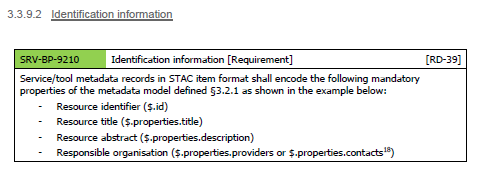 3.3.9.2 Identification information
SRV-BP-9210 Identification information [Requirement] [RD-39]
Service/tool metadata records in STAC item format shall encode the following mandatory
properties of the metadata model defined §3.2.1 as shown in the example below:
- Resource identifier ($.id)
- Resource title ($.properties.title)
- Resource abstract ($.properties.description)
- Responsible organisation ($.properties.providers or $.properties.contacts¹⁸)